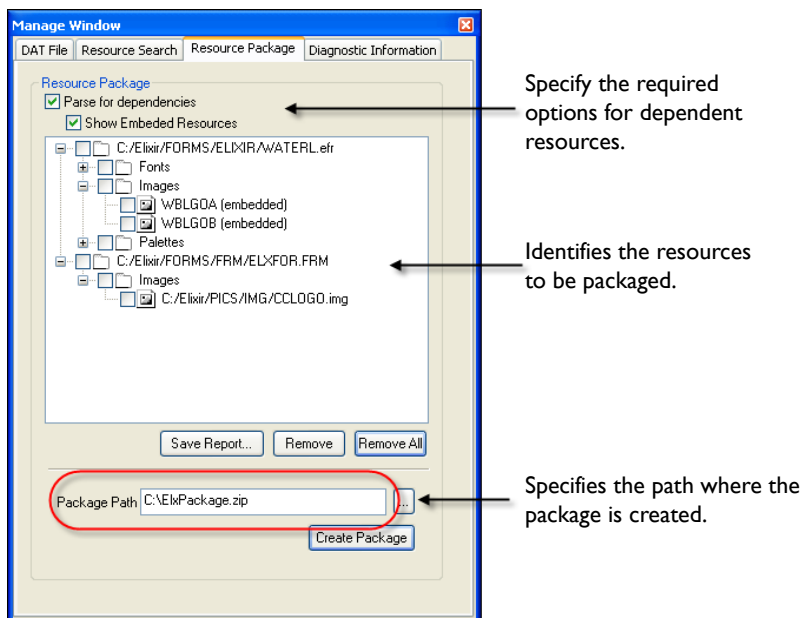 Manage Window
DAT File
Resource Search
Resource Package
Diagnostic Information
Resource Package
Parse for dependencies
Show Embeded Resources
C:/Elixir/FORMS/ELIXIR/WATERL.efr
Fonts
Images
WBLGOA (embedded)
WBLGOB (embedded)
Palettes
C:/Elixir/FORMS/FRM/ELXFOR.FRM
Images
C:/Elixir/PICS/IMG/CCLOGO.img
Save Report...
Remove
Remove All
Package Path
C:\ElxPackage.zip
...
Create Package
Specify the required
options for dependent
resources.
Identifies the resources
to be packaged.
Specifies the path where the
package is created.